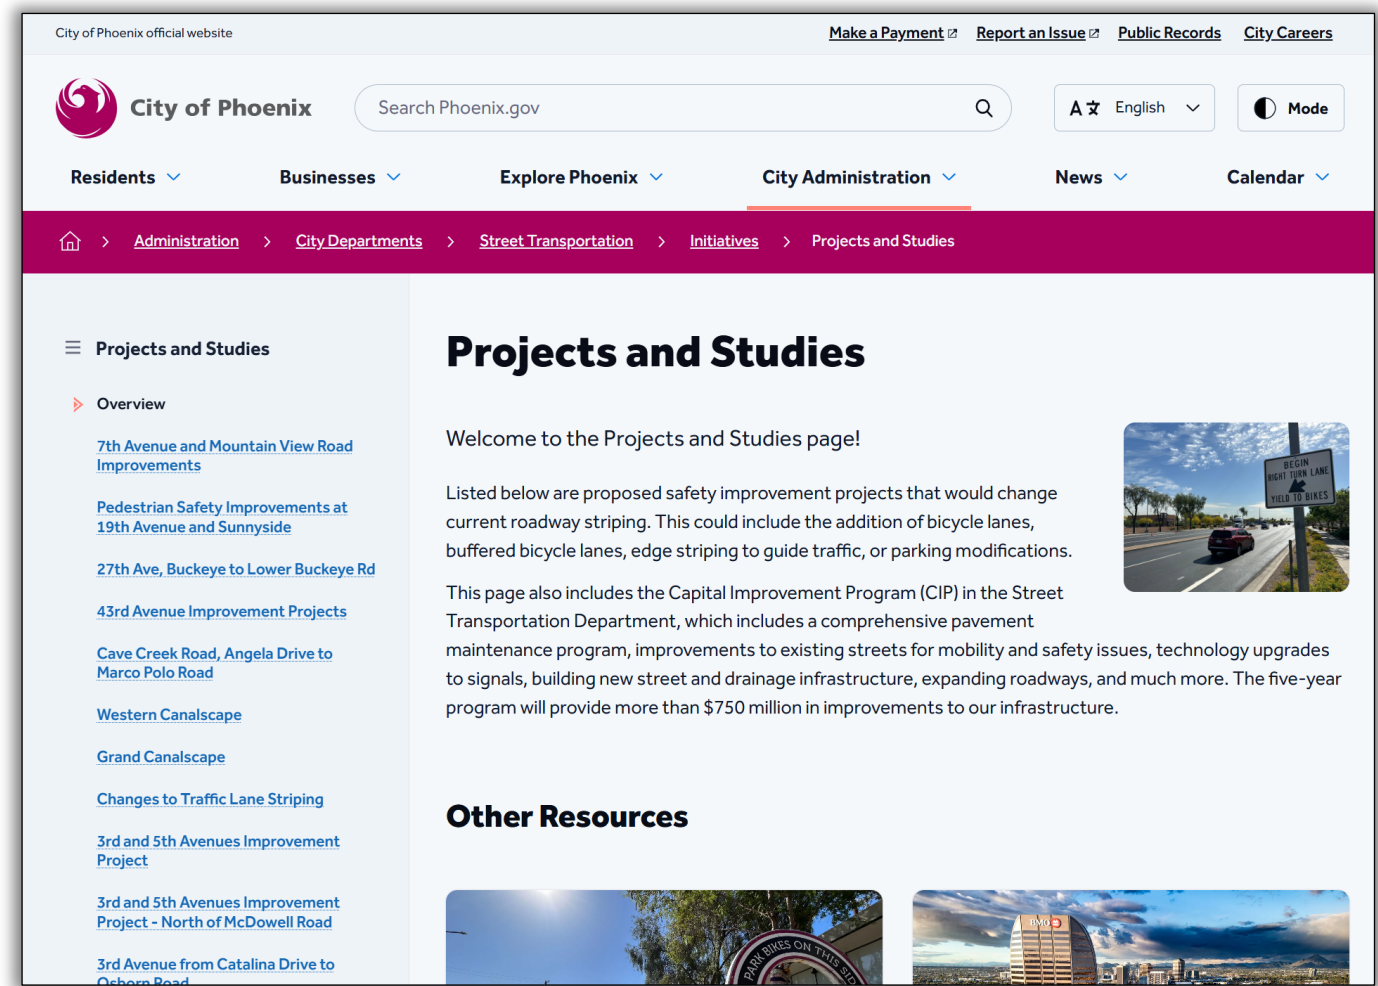 City of Phoenix official website
Make a Payment
Report an Issue
Public Records
City Careers
City of Phoenix
Search Phoenix.gov
English
Mode
Residents
Businesses
Explore Phoenix
City Administration
News
Calendar
Administration
City Departments
Street Transportation
Initiatives
Projects and Studies
Projects and Studies
Overview
7th Avenue and Mountain View Road
Improvements
Pedestrian Safety Improvements at
19th Avenue and Sunnyside
27th Ave, Buckeye to Lower Buckeye Rd
43rd Avenue Improvement Projects
Cave Creek Road, Angela Drive to
Marco Polo Road
Western Canalscape
Grand Canalscape
Changes to Traffic Lane Striping
3rd and 5th Avenues Improvement
Project
3rd and 5th Avenues Improvement
Project - North of McDowell Road
3rd Avenue from Catalina Drive to
Osborn Road
Projects and Studies
Welcome to the Projects and Studies page!
Listed below are proposed safety improvement projects that would change
current roadway striping. This could include the addition of bicycle lanes,
buffered bicycle lanes, edge striping to guide traffic, or parking modifications.
This page also includes the Capital Improvement Program (CIP) in the Street
Transportation Department, which includes a comprehensive pavement
maintenance program, improvements to existing streets for mobility and safety issues, technology upgrades
to signals, building new street and drainage infrastructure, expanding roadways, and much more. The five-year
program will provide more than $750 million in improvements to our infrastructure.
BEGIN
RIGHT TURN LANE
YIELD TO BIKES
Other Resources
PARK BIKES ON THIS SID
BMO